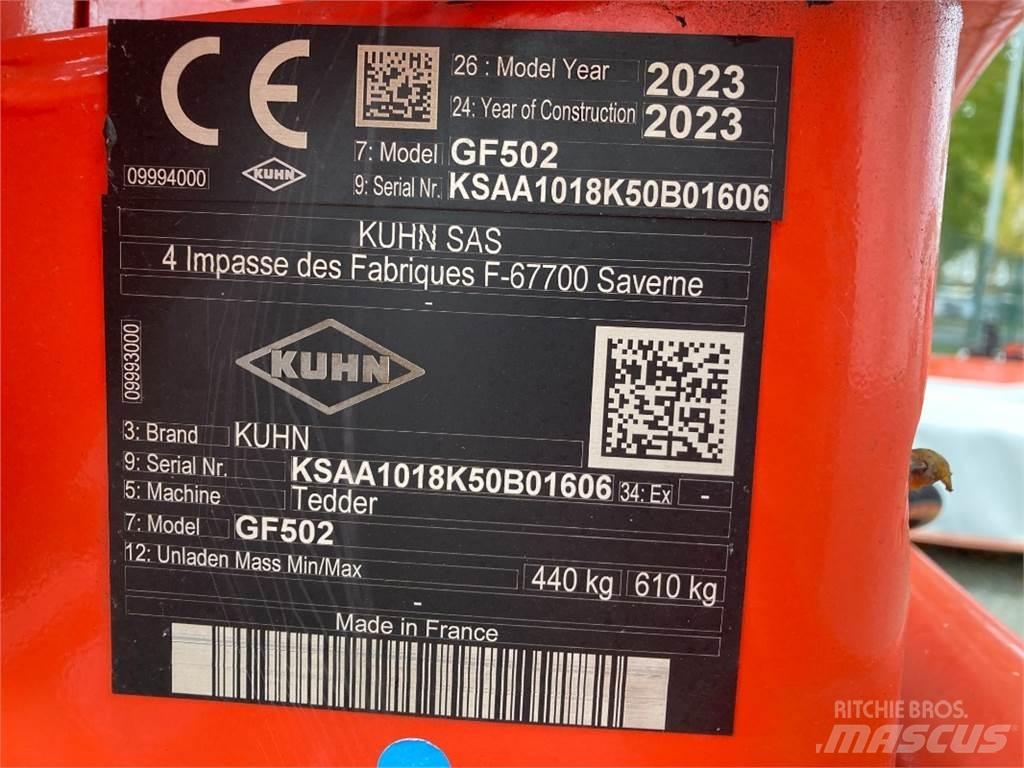 CE
26 : Model Year 2023
24: Year of Construction 2023
7: Model GF502
09994000 KUHN 9: Serial Nr. KSAA1018K50B01606
KUHN SAS
4 Impasse des Fabriques F-67700 Saverne
-
09993000
KUHN
3: Brand KUHN
9: Serial Nr. KSAA1018K50B01606 34: Ex -
5: Machine Tedder
7: Model GF502
12: Unladen Mass Min/Max 440 kg 610 kg
-
Made in France
RITCHIE BROS.
MASCUS